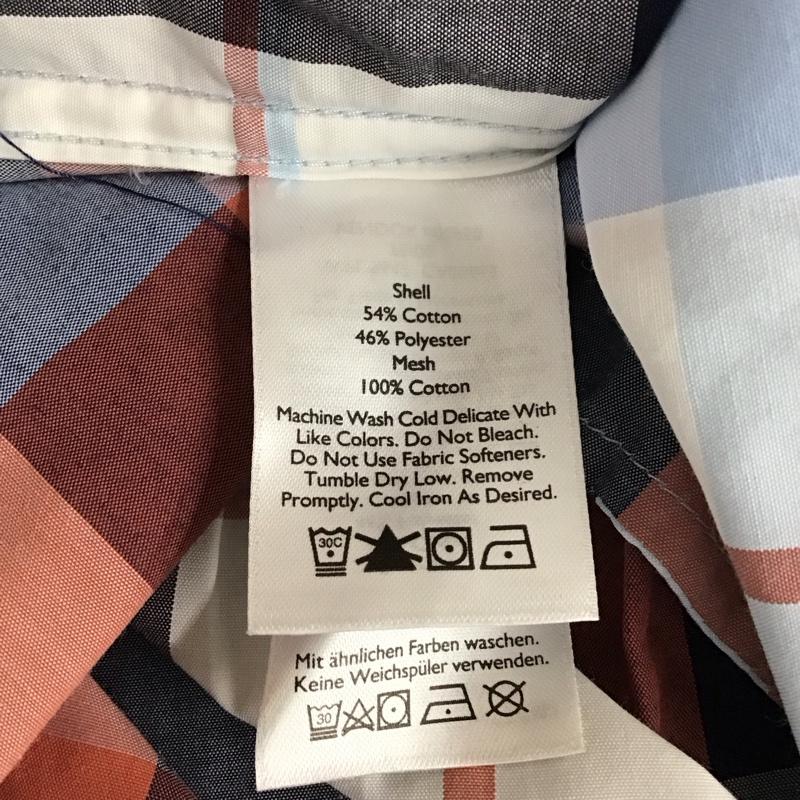 Shell
54% Cotton
46% Polyester
Mesh
100% Cotton
Machine Wash Cold Delicate With
Like Colors. Do Not Bleach.
Do Not Use Fabric Softeners.
Tumble Dry Low. Remove
Promptly. Cool Iron As Desired.
30C
Mit ähnlichen Farben waschen.
Keine Weichspüler verwenden.
30